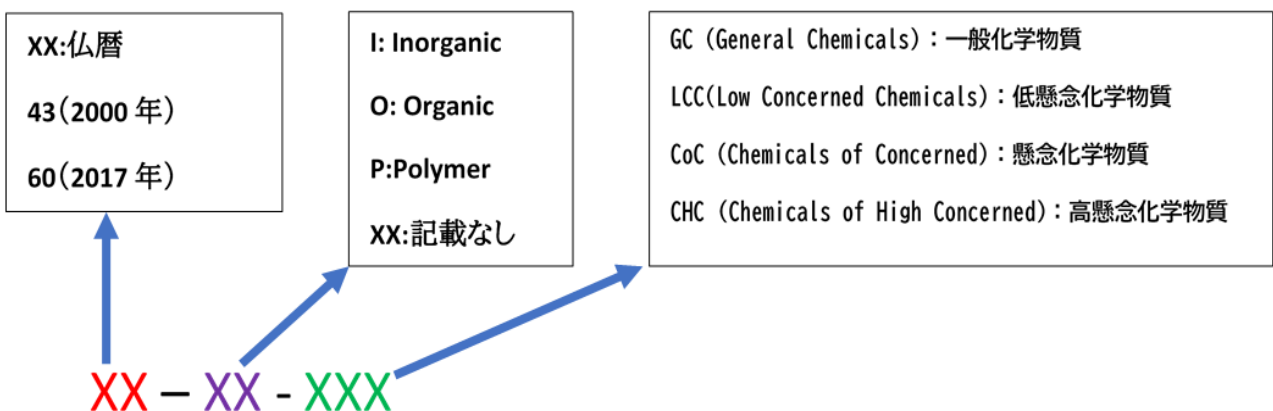 XX:仏暦
43(2000 年)
60(2017 年)
I: Inorganic
O: Organic
P:Polymer
XX:記載なし
GC (General Chemicals)：一般化学物質
LCC(Low Concerned Chemicals)：低懸念化学物質
CoC (Chemicals of Concerned)：懸念化学物質
CHC (Chemicals of High Concerned)：高懸念化学物質
XX – XX - XXX